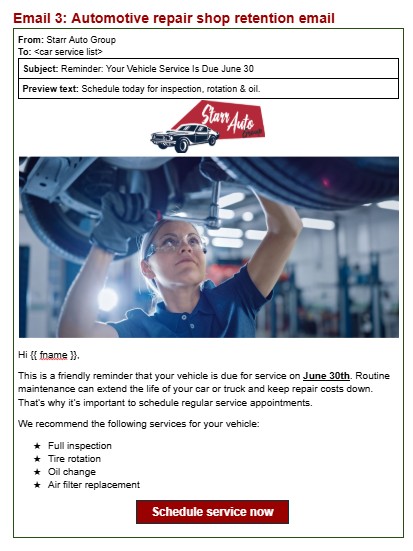 Email 3: Automotive repair shop retention email
From: Starr Auto Group
To: <car service list>
Subject: Reminder: Your Vehicle Service Is Due June 30
Preview text: Schedule today for inspection, rotation & oil.
Starr Auto
Group
Hi {{ fname }},
This is a friendly reminder that your vehicle is due for service on June 30th. Routine
maintenance can extend the life of your car or truck and keep repair costs down.
That's why it's important to schedule regular service appointments.
We recommend the following services for your vehicle:
★ Full inspection
★ Tire rotation
★ Oil change
★ Air filter replacement
Schedule service now